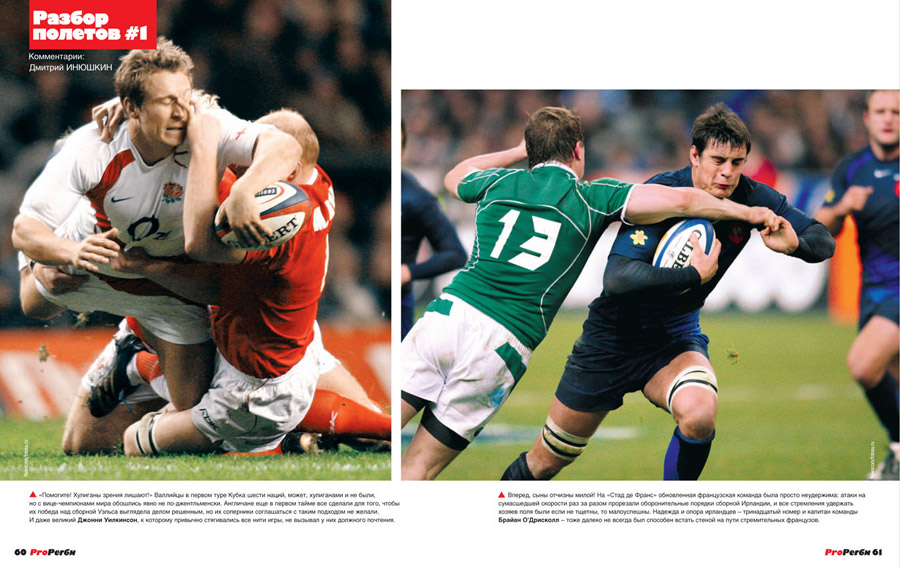 Разбор
полетов #1
Комментарии:
Дмитрий ИНЮШКИН
O2
GILBERT
13
GILBERT
▲ «Помогите! Хулиганы зрения лишают!» Валлийцы в первом туре Кубка шести наций, может, хулиганами и не были,
но с вице-чемпионами мира обошлись явно не по-джентльменски. Англичане еще в первом тайме все сделали для того, чтобы
их победа над сборной Уэльса выглядела делом решенным, но их соперники соглашаться с таким подходом не желали.
И даже великий Джонни Уилкинсон, к которому привычно стягивались все нити игры, не вызывал у них должного почтения.
▲ Вперед, сыны отчизны милой! На «Стад де Франс» обновленная французская команда была просто неудержима: атаки на
сумасшедшей скорости раз за разом прорезали оборонительные порядки сборной Ирландии, и все стремления удержать
хозяев поля были если не тщетны, то малоуспешны. Надежда и опора ирландцев – тринадцатый номер и капитан команды
Брайан О'Дрисколл – тоже далеко не всегда был способен встать стеной на пути стремительных французов.
60 ProРегби
ProРегби 61